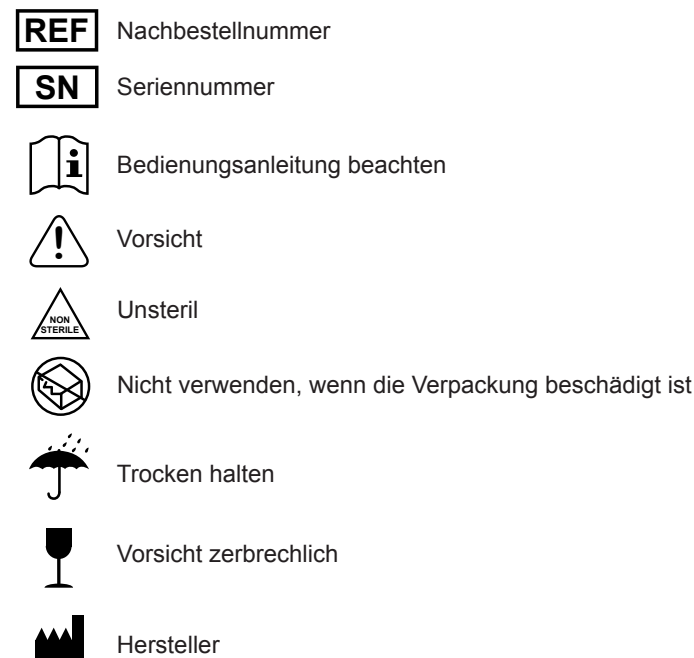 REF Nachbestellnummer
SN Seriennummer
i Bedienungsanleitung beachten
! Vorsicht
NON
STERILE
Unsteril
Nicht verwenden, wenn die Verpackung beschädigt ist
Trocken halten
Vorsicht zerbrechlich
Hersteller